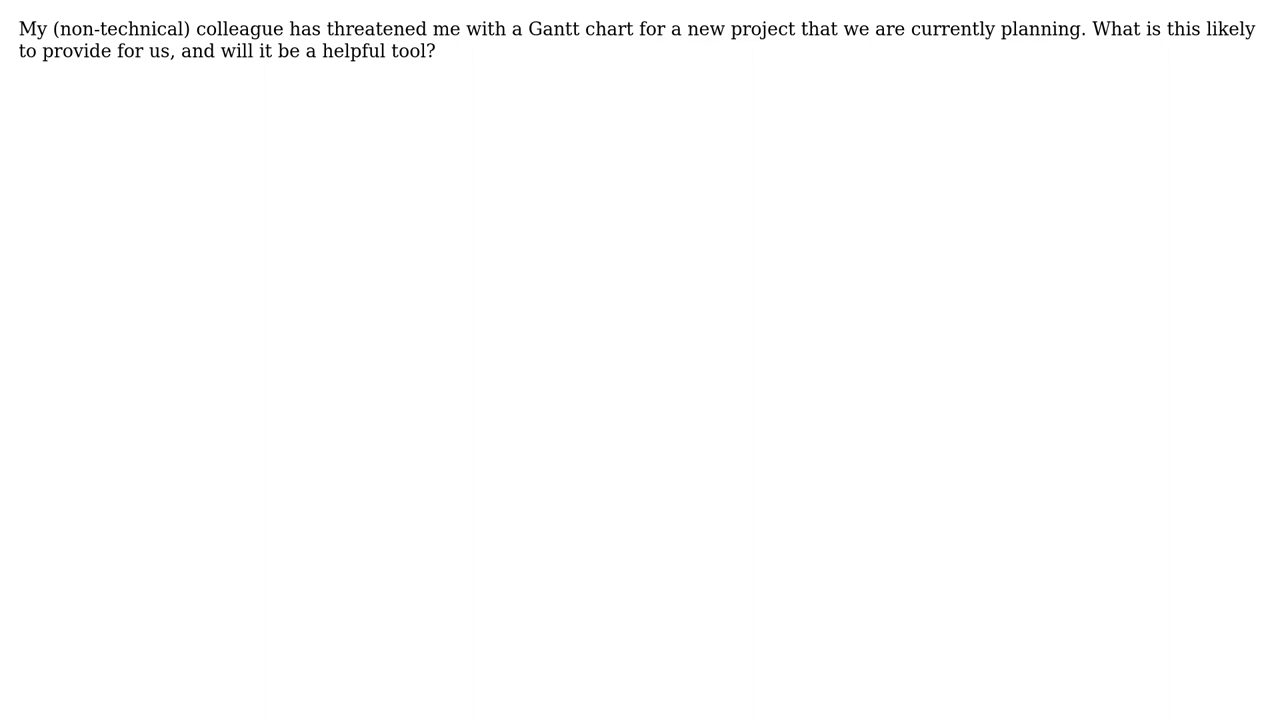 My (non-technical) colleague has threatened me with a Gantt chart for a new project that we are currently planning. What is this likely
to provide for us, and will it be a helpful tool?